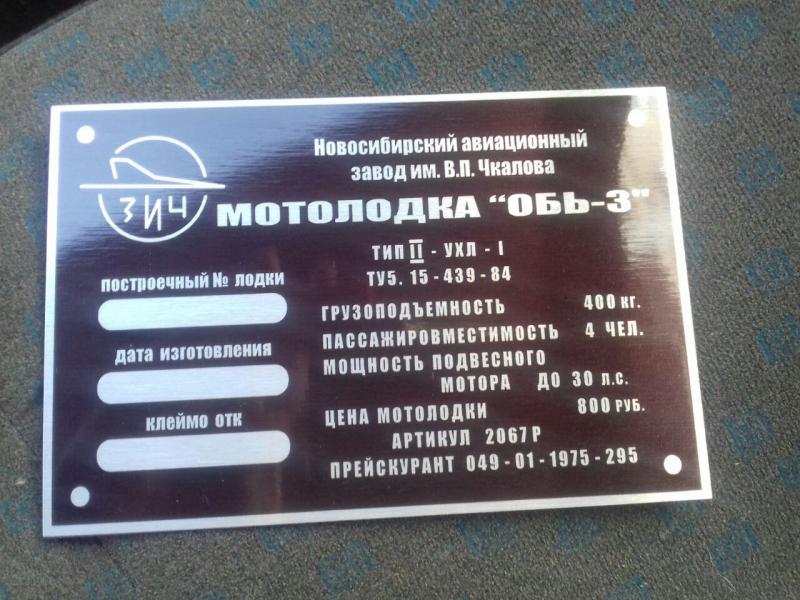 Новосибирский авиационный
завод им. В.П. Чкалова
ЗИЧ
МОТОЛОДКА "ОБЬ-3"
ТИП II - УХЛ - I
ТУ5. 15-439-84
построечный № лодки
дата изготовления
клеймо отк
ГРУЗОПОДЪЕМНОСТЬ 400 кг.
ПАССАЖИРОВМЕСТИМОСТЬ 4 ЧЕЛ.
МОЩНОСТЬ ПОДВЕСНОГО
МОТОРА ДО 30 Л.С.
ЦЕНА МОТОЛОДКИ 800 РУБ.
АРТИКУЛ 2067 Р
ПРЕЙСКУРАНТ 049-01-1975-295